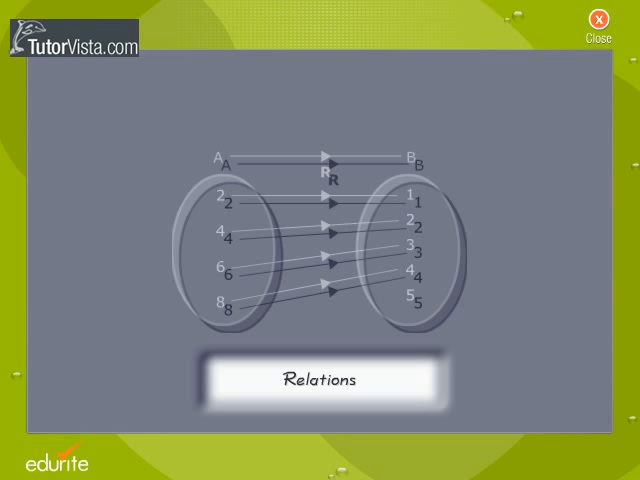 TutorVista.com
x
Close
A B
R
2 1
4 2
6 3
8 4
5
Relations
edurite